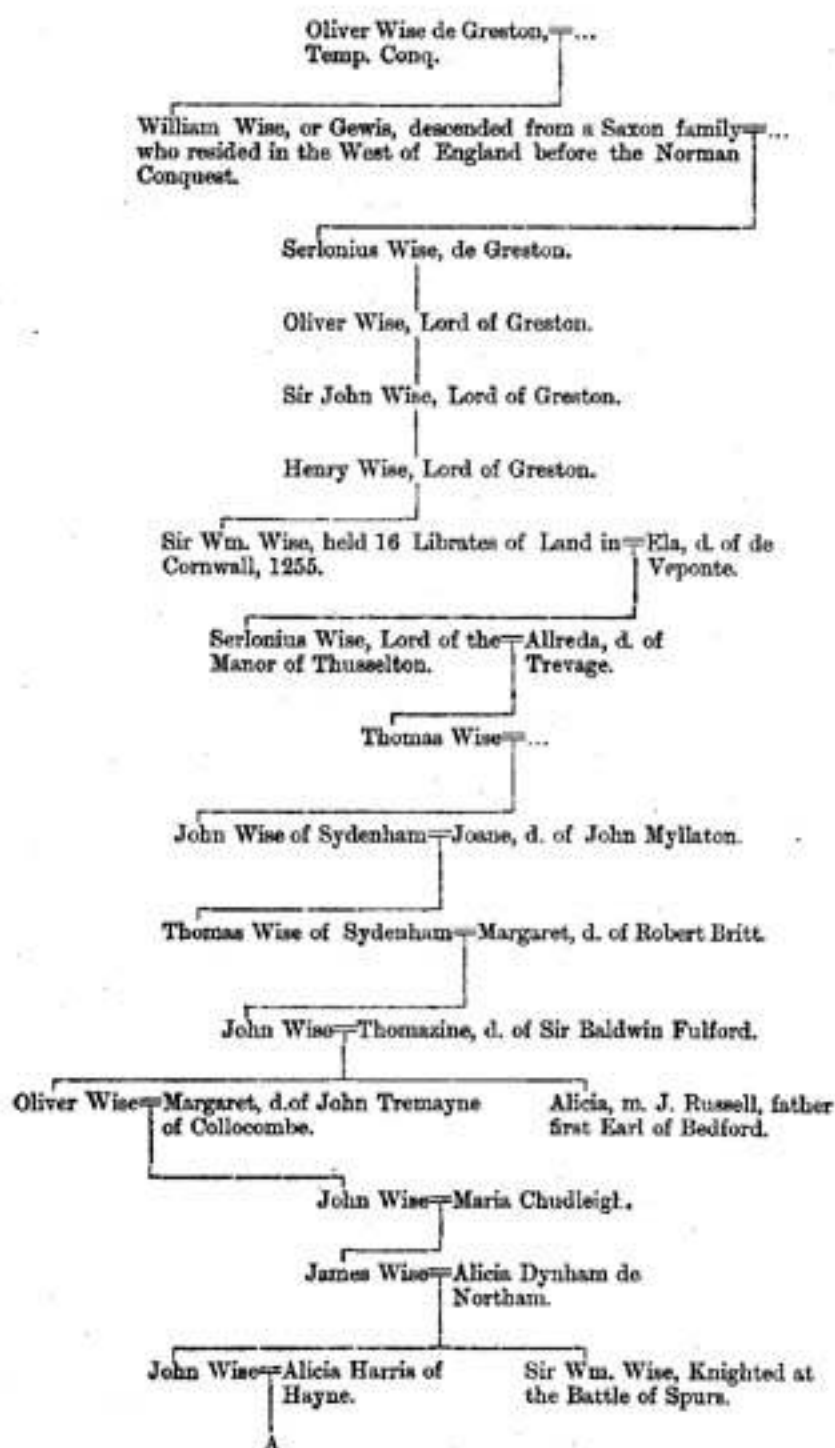 Oliver Wise de Greston, ...
Temp. Conq.
William Wise, or Gewis, descended from a Saxon family ...
who resided in the West of England before the Norman
Conquest.
Serlonius Wise, de Greston.
Oliver Wise, Lord of Greston.
Sir John Wise, Lord of Greston.
Henry Wise, Lord of Greston.
Sir Wm. Wise, held 16 Librates of Land in = Ela, d. of de
Cornwall, 1255. Veponte.
Serlonius Wise, Lord of the = Allreda, d. of
Manor of Thusselton. Trevage.
Thomas Wise = ...
John Wise of Sydenham = Joane, d. of John Myllaton.
Thomas Wise of Sydenham = Margaret, d. of Robert Britt.
John Wise = Thomazine, d. of Sir Baldwin Fulford.
Oliver Wise = Margaret, d. of John Tremayne
of Collocombe.
Alicia, m. J. Russell, father
first Earl of Bedford.
John Wise = Maria Chudleigh.
James Wise = Alicia Dynham de
Northam.
John Wise = Alicia Harris of
Hayne.
Sir Wm. Wise, Knighted at
the Battle of Spurs.
A